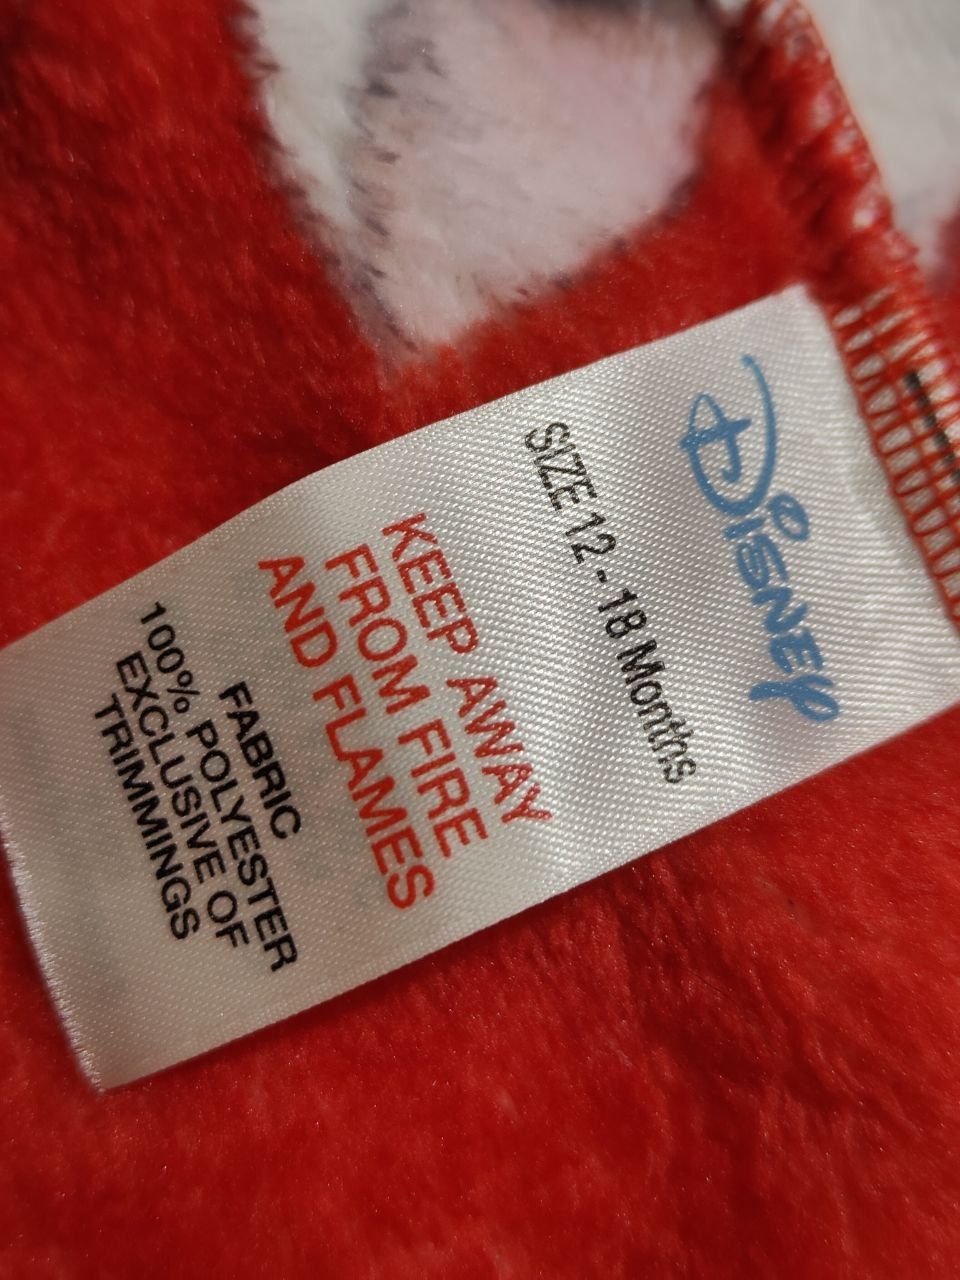 Disney
SIZE 12 - 18 Months
KEEP AWAY
FROM FIRE
AND FLAMES
FABRIC
100% POLYESTER
EXCLUSIVE OF
TRIMMINGS